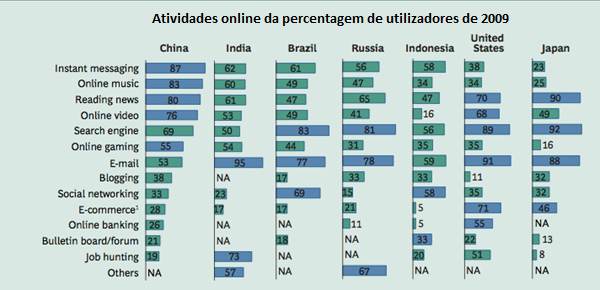 Atividades online da percentagem de utilizadores de 2009
China India Brazil Russia Indonesia United States Japan
Instant messaging 87 62 61 56 58 38 23
Online music 83 60 49 47 34 34 25
Reading news 80 61 47 65 47 70 90
Online video 76 53 49 41 16 68 49
Search engine 69 50 83 81 56 89 92
Online gaming 55 54 44 31 35 35 16
E-mail 53 95 77 78 59 91 88
Blogging 38 NA 17 33 33 11 32
Social networking 33 23 69 15 58 35 32
E-commerce¹ 28 17 17 21 5 71 46
Online banking 26 NA NA 11 5 55 NA
Bulletin board/forum 21 NA 18 NA 33 22 13
Job hunting 19 73 NA NA 20 51 8
Others NA 57 NA 67 NA NA NA